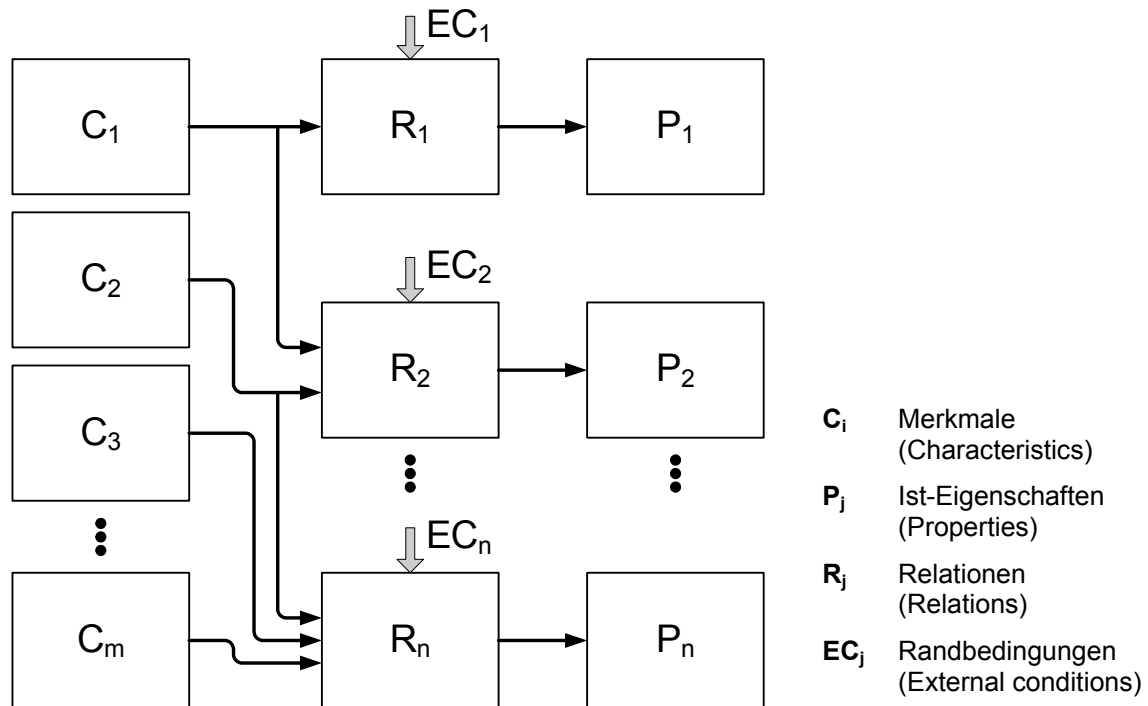 EC₁
C₁
R₁
P₁
C₂
EC₂
R₂
P₂
C₃
ECₙ
Cₘ
Rₙ
Pₙ
Cᵢ Merkmale
(Characteristics)
Pⱼ Ist-Eigenschaften
(Properties)
Rⱼ Relationen
(Relations)
ECⱼ Randbedingungen
(External conditions)